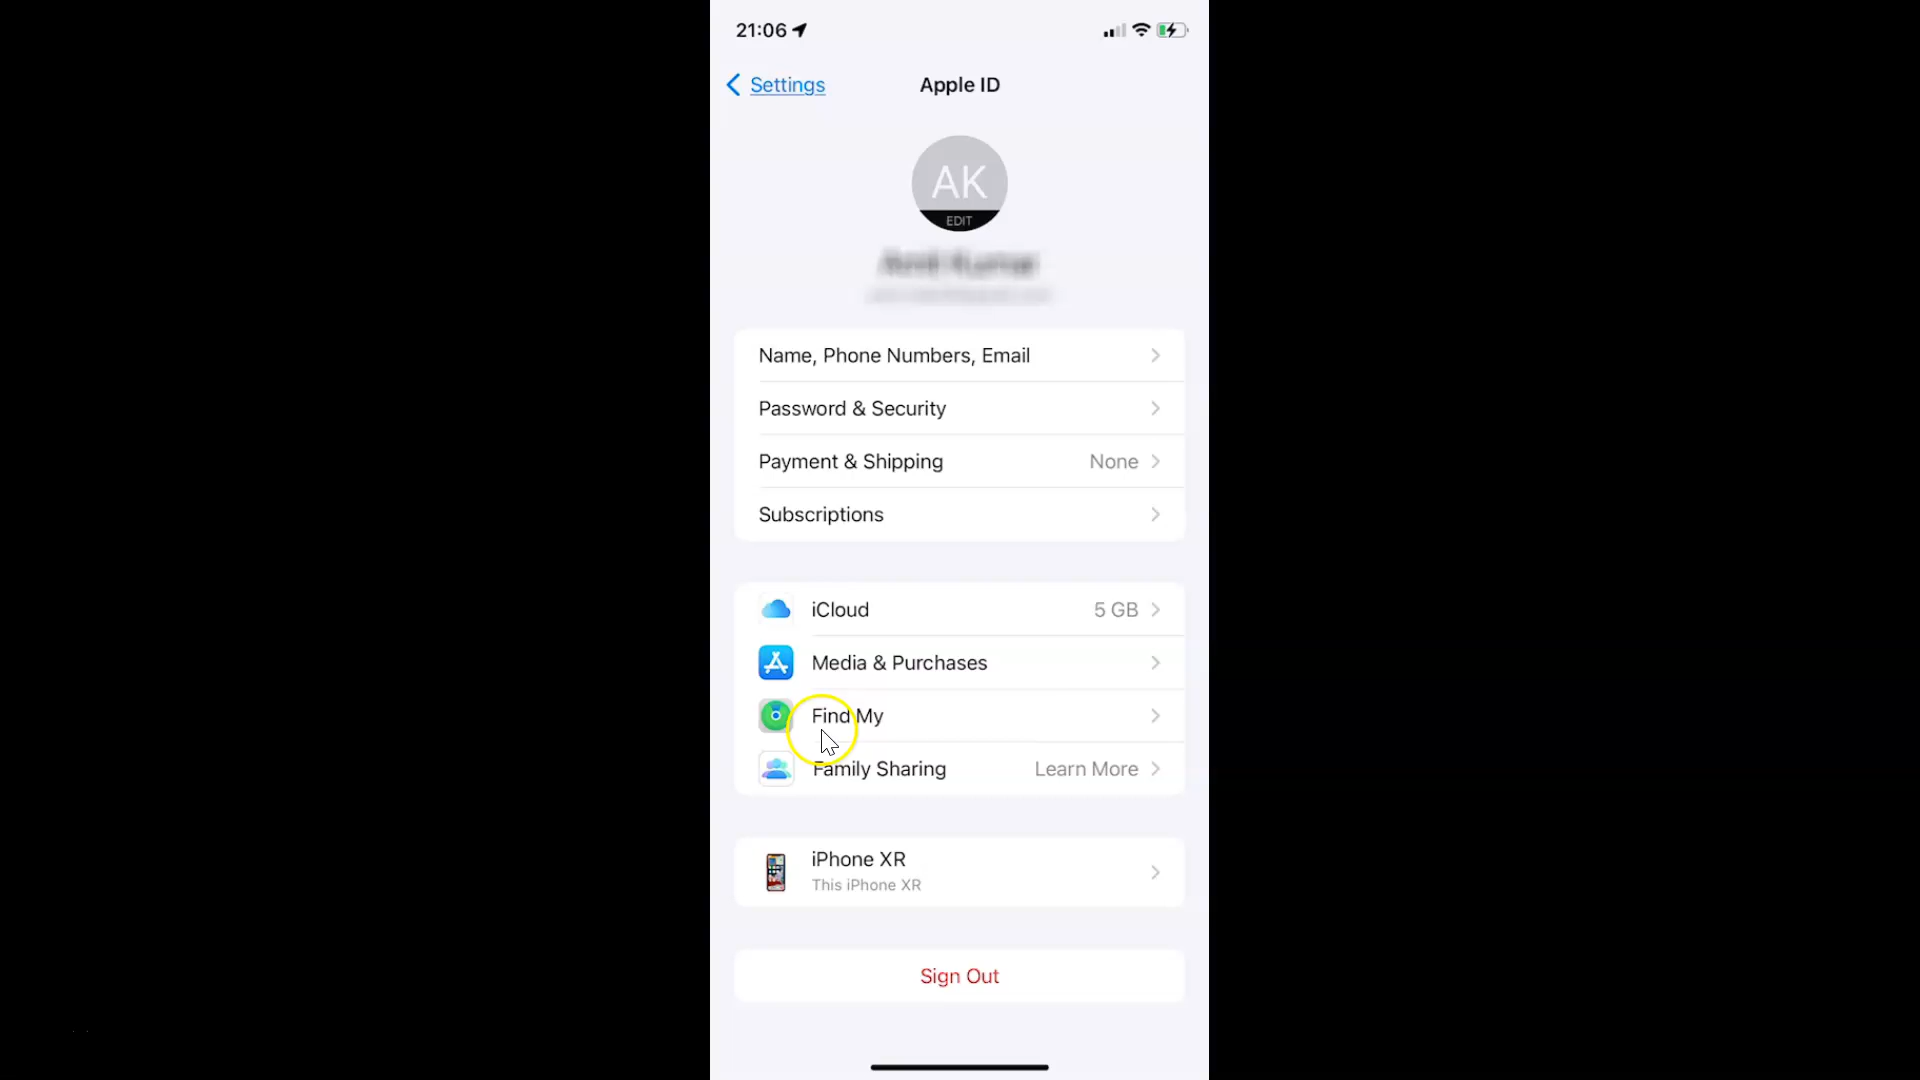 21:06
Settings
Apple ID
AK
EDIT
Name, Phone Numbers, Email
Password & Security
Payment & Shipping None
Subscriptions
iCloud 5 GB
Media & Purchases
Find My
Family Sharing Learn More
iPhone XR
This iPhone XR
Sign Out